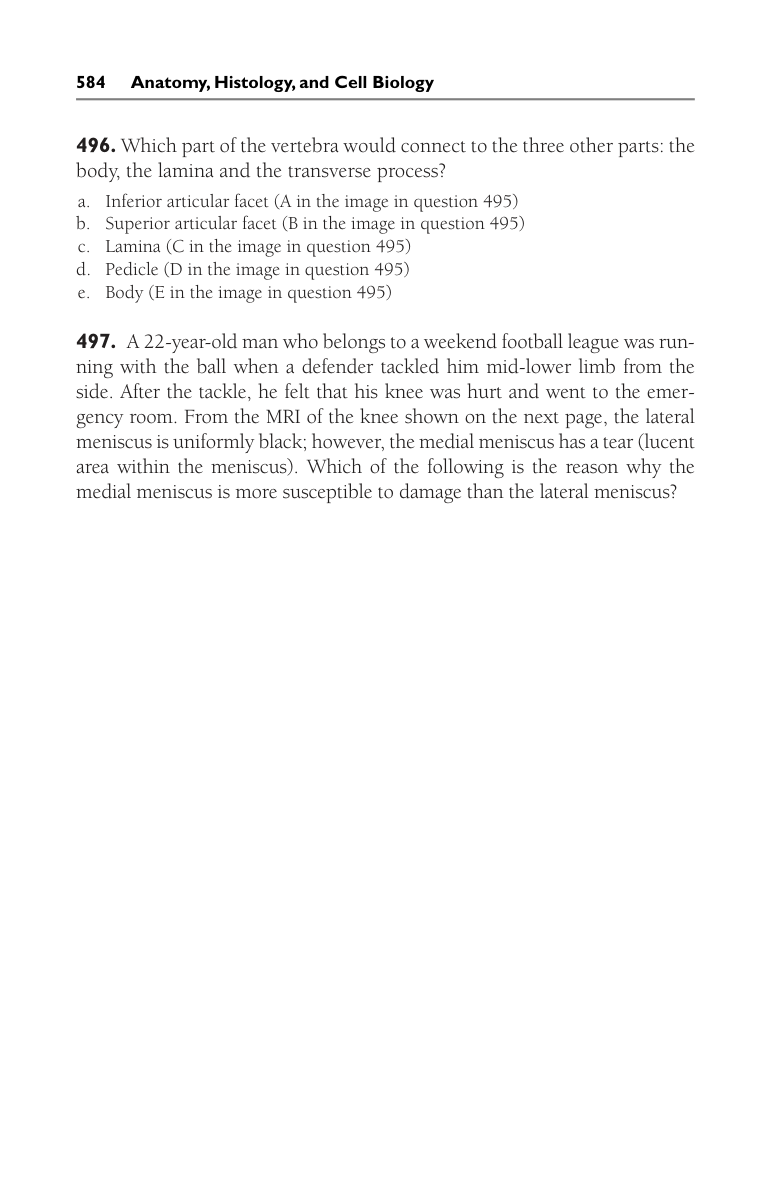 584 Anatomy, Histology, and Cell Biology
496. Which part of the vertebra would connect to the three other parts: the
body, the lamina and the transverse process?
a. Inferior articular facet (A in the image in question 495)
b. Superior articular facet (B in the image in question 495)
c. Lamina (C in the image in question 495)
d. Pedicle (D in the image in question 495)
e. Body (E in the image in question 495)
497. A 22-year-old man who belongs to a weekend football league was run-
ning with the ball when a defender tackled him mid-lower limb from the
side. After the tackle, he felt that his knee was hurt and went to the emer-
gency room. From the MRI of the knee shown on the next page, the lateral
meniscus is uniformly black; however, the medial meniscus has a tear (lucent
area within the meniscus). Which of the following is the reason why the
medial meniscus is more susceptible to damage than the lateral meniscus?